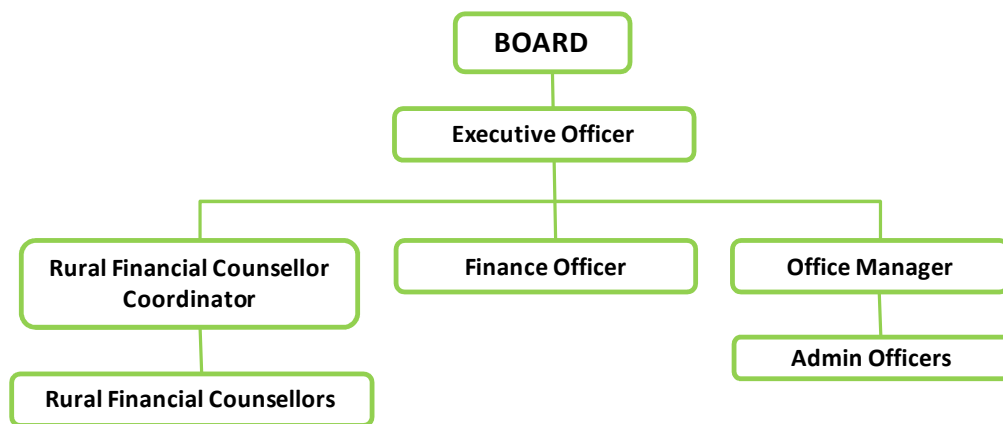 BOARD
Executive Officer
Rural Financial Counsellor
Coordinator
Finance Officer
Office Manager
Admin Officers
Rural Financial Counsellors